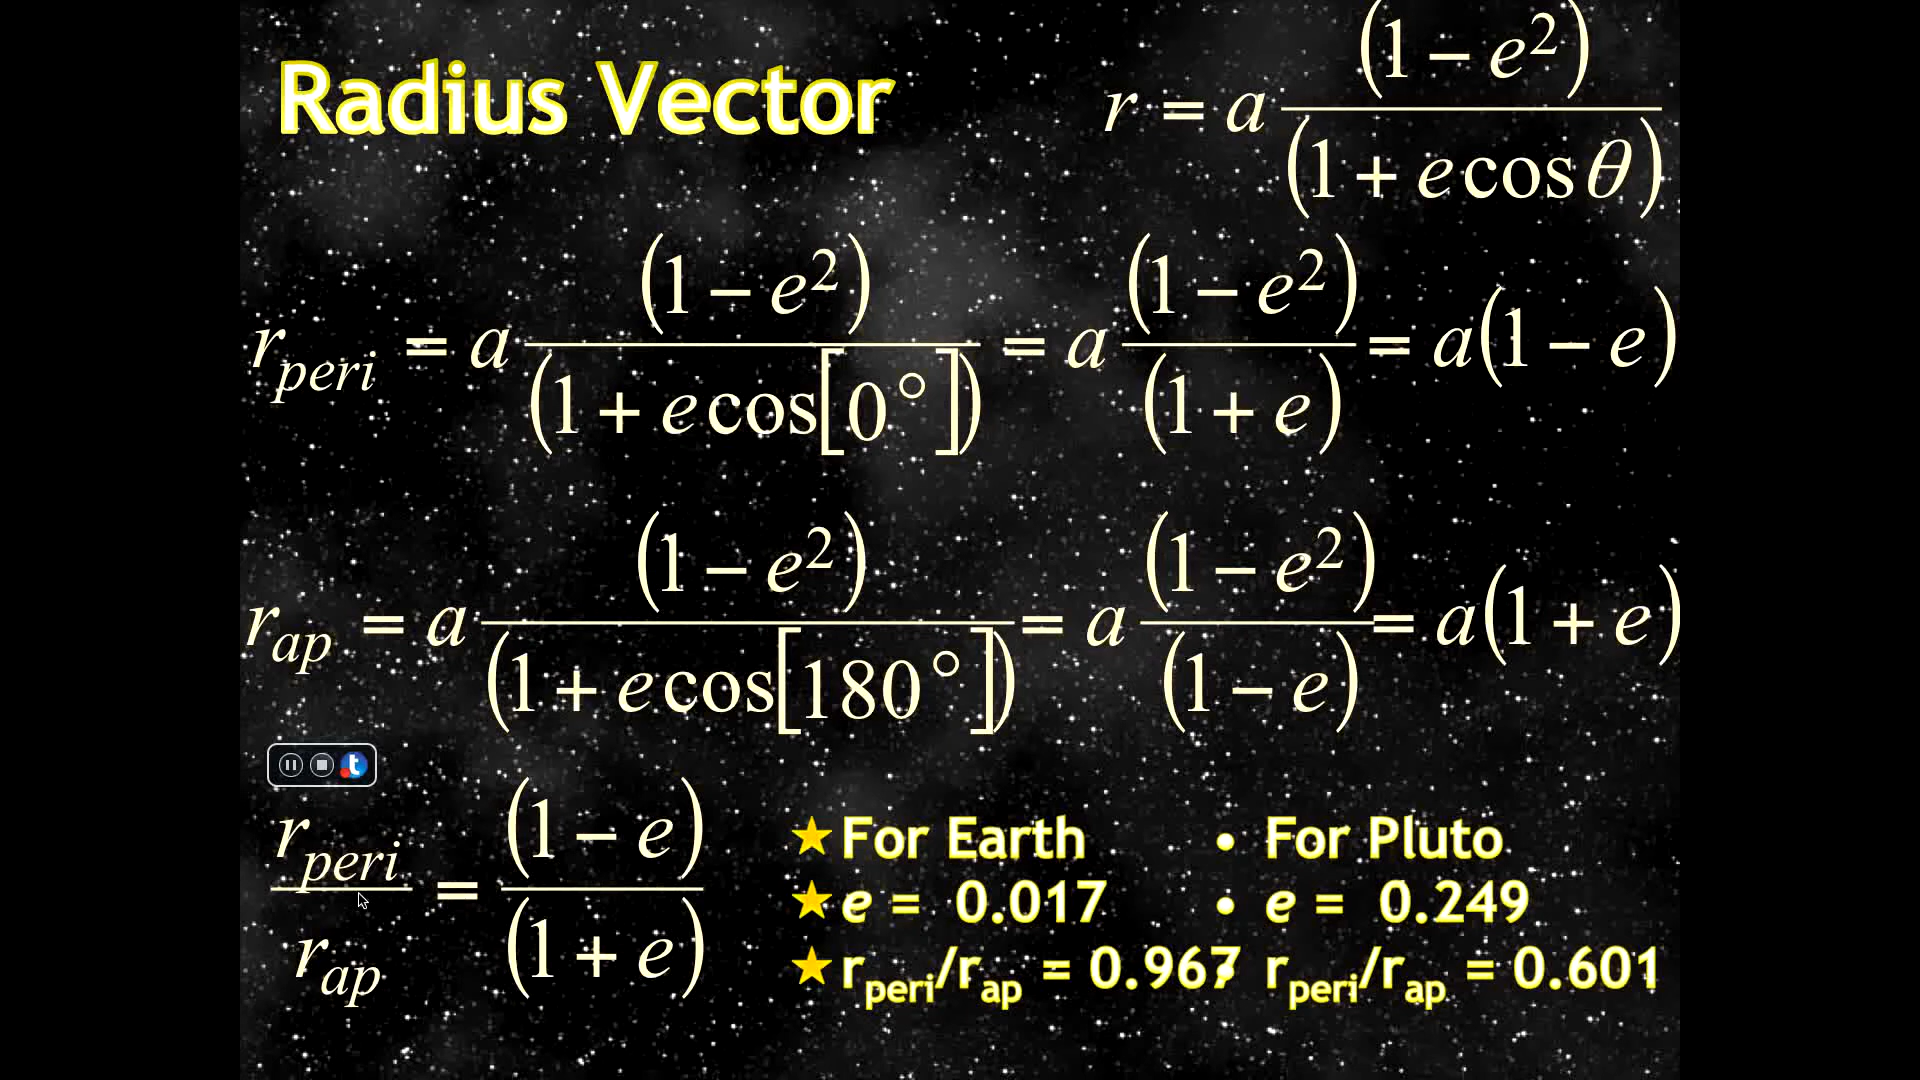 Radius Vector
r = a (1 − e²) / (1 + e cos θ)
r_peri = a (1 − e²) / (1 + e cos[0°]) = a (1 − e²) / (1 + e) = a(1 − e)
r_ap = a (1 − e²) / (1 + e cos[180°]) = a (1 − e²) / (1 − e) = a(1 + e)
t
r_peri / r_ap = (1 − e) / (1 + e)
★ For Earth
★ e = 0.017
★ r_peri/r_ap = 0.967
• For Pluto
• e = 0.249
• r_peri/r_ap = 0.601